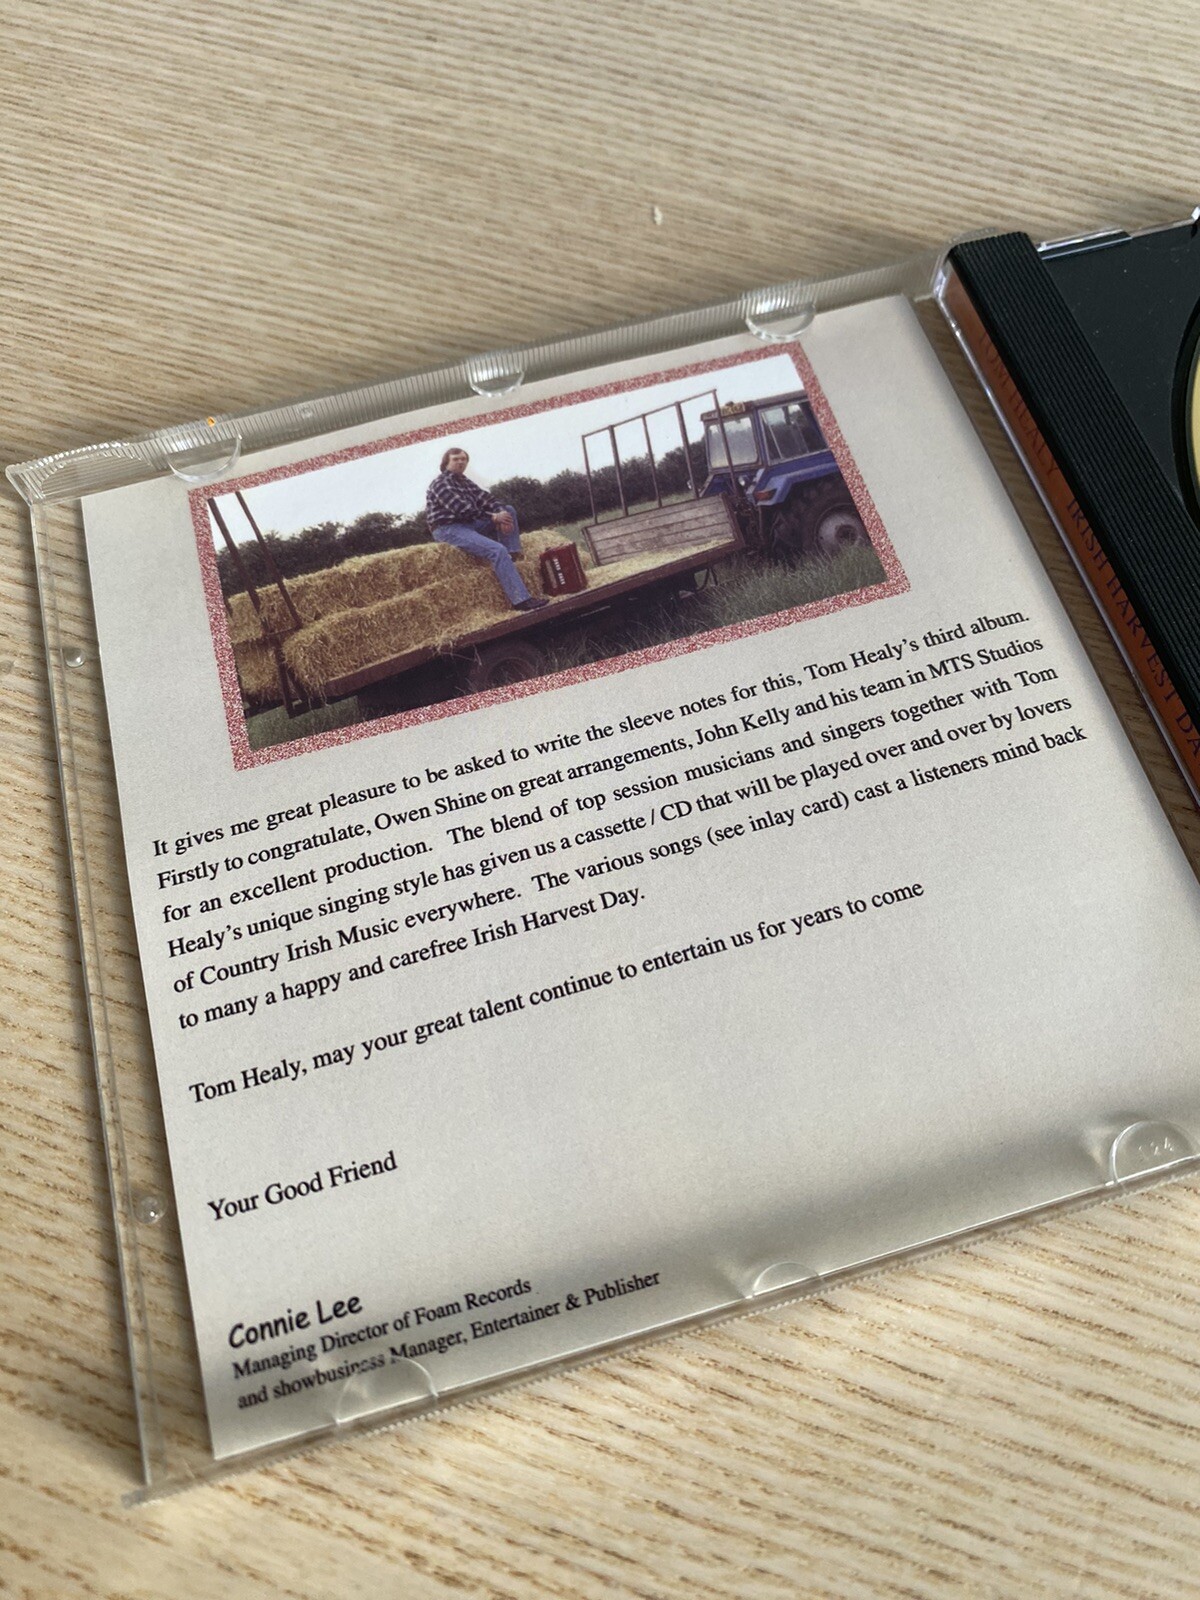 It gives me great pleasure to be asked to write the sleeve notes for this, Tom Healy's third album.
Firstly to congratulate, Owen Shine on great arrangements, John Kelly and his team in MTS Studios
for an excellent production. The blend of top session musicians and singers together with Tom
Healy's unique singing style has given us a cassette / CD that will be played over and over by lovers
of Country Irish Music everywhere. The various songs (see inlay card) cast a listeners mind back
to many a happy and carefree Irish Harvest Day.
Tom Healy, may your great talent continue to entertain us for years to come
Your Good Friend
Connie Lee
Managing Director of Foam Records
and showbusiness Manager, Entertainer & Publisher
TOM HEALY IRISH HARVEST DA
124